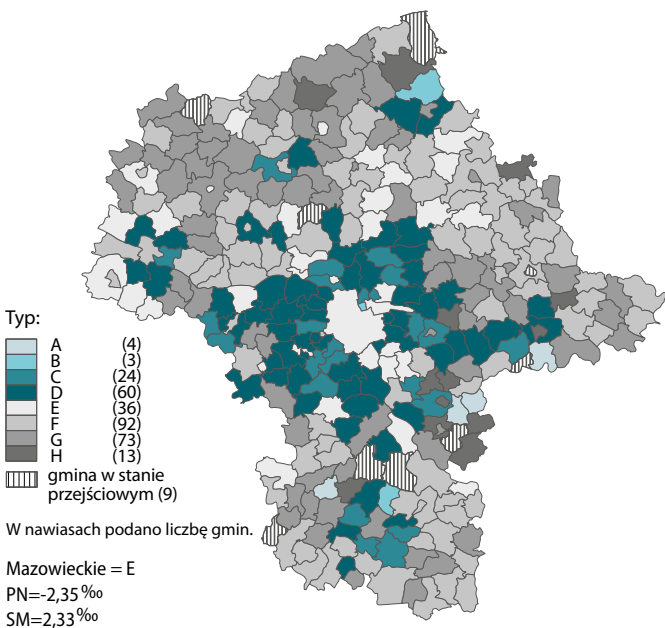 Typ:
A (4)
B (3)
C (24)
D (60)
E (36)
F (92)
G (73)
H (13)
gmina w stanie
przejściowym (9)
W nawiasach podano liczbę gmin.
Mazowieckie = E
PN=-2,35‰
SM=2,33‰